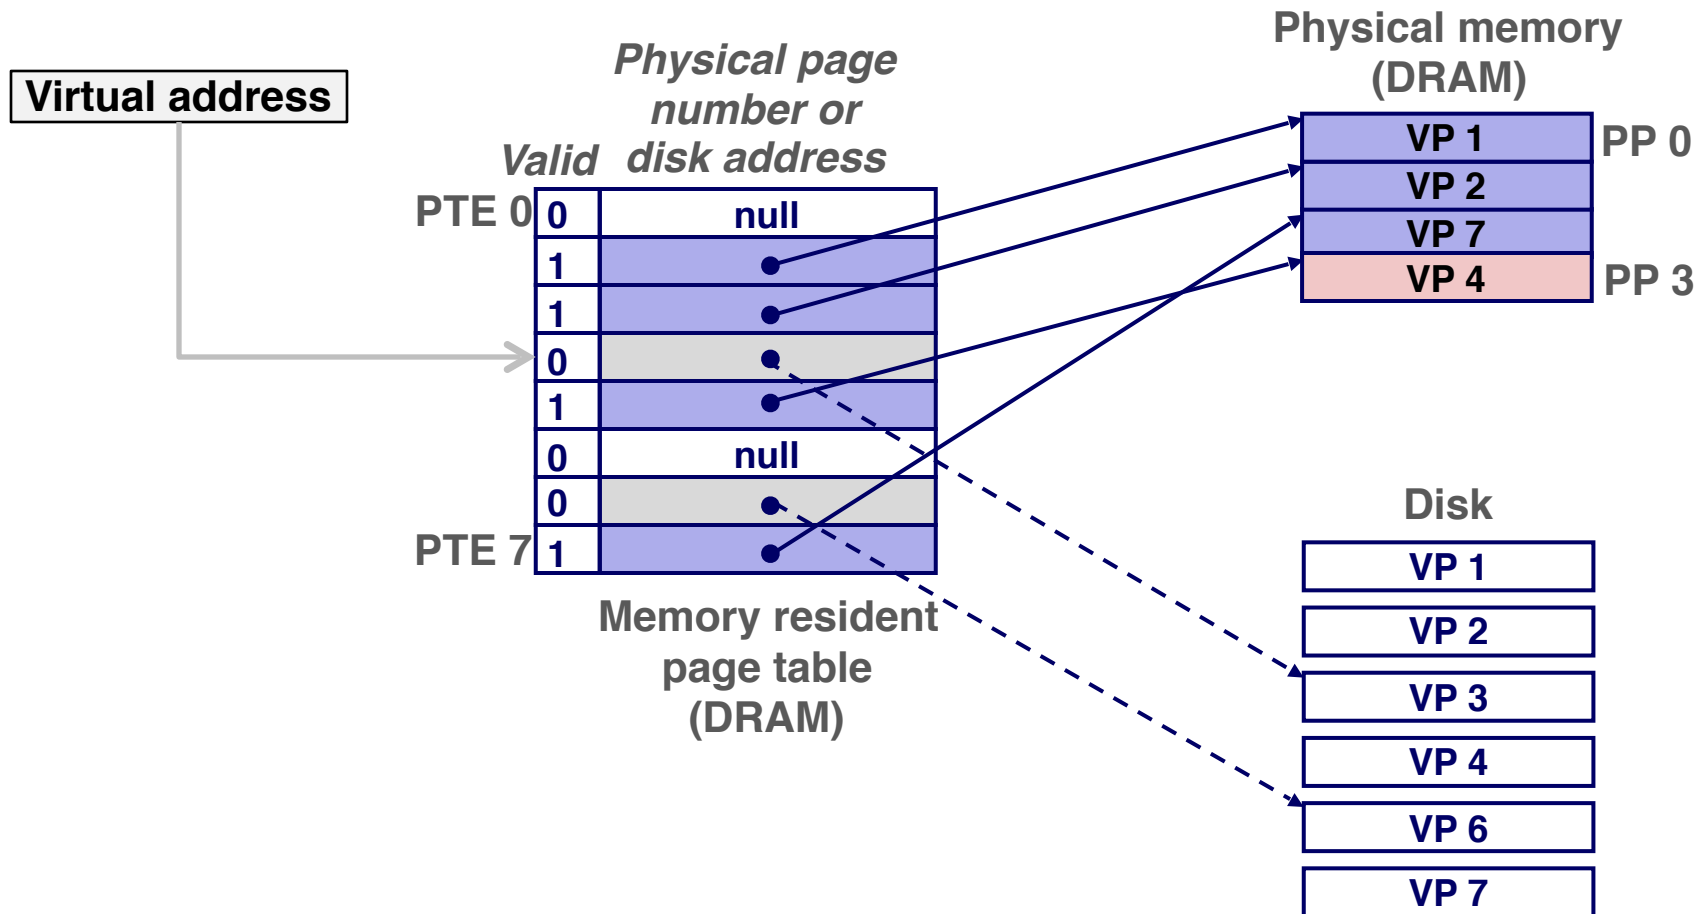 Virtual address
Physical page
number or
disk address
Valid
PTE 0
0
null
1
1
0
1
0
null
0
PTE 7
1
Memory resident
page table
(DRAM)
Physical memory
(DRAM)
VP 1
PP 0
VP 2
VP 7
VP 4
PP 3
Disk
VP 1
VP 2
VP 3
VP 4
VP 6
VP 7